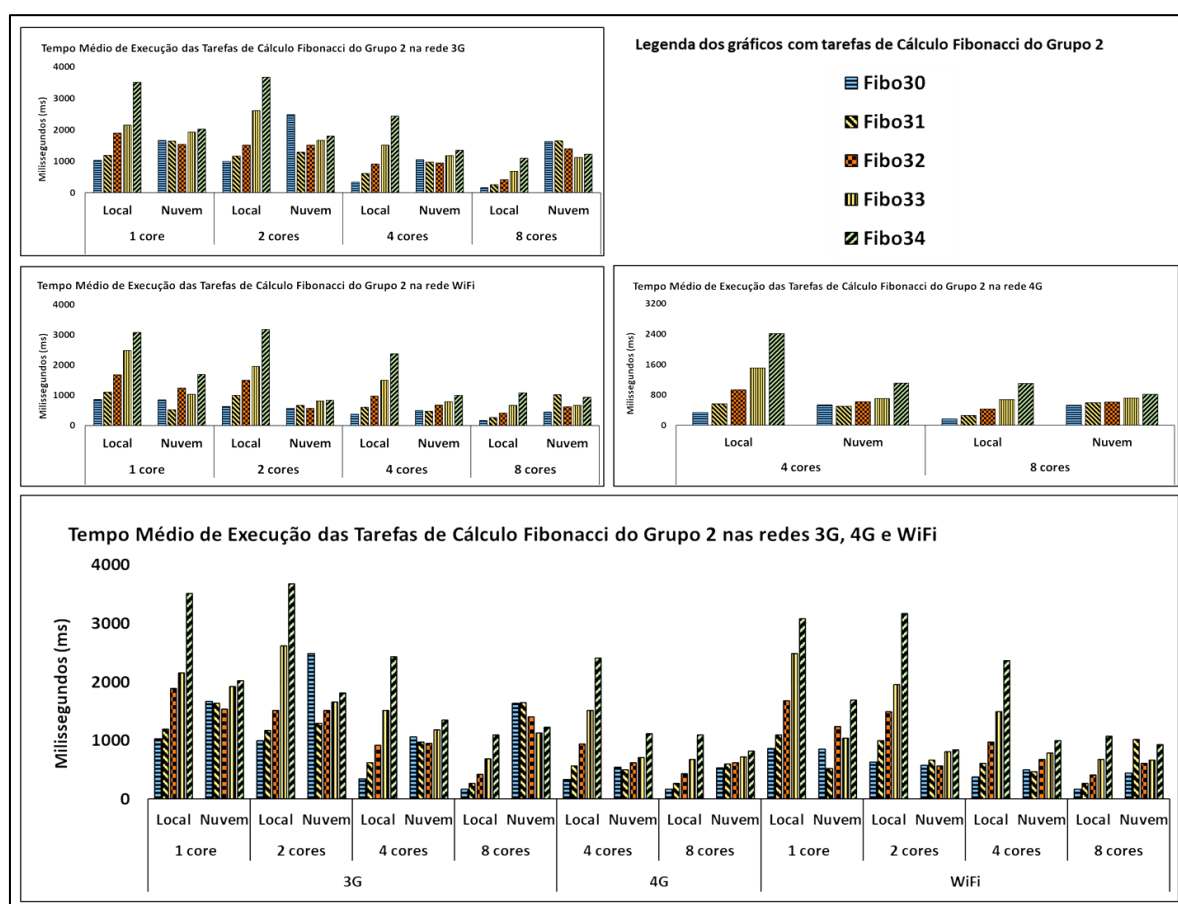 Tempo Médio de Execução das Tarefas de Cálculo Fibonacci do Grupo 2 na rede 3G
Milissegundos (ms)
4000
3000
2000
1000
0
Local Nuvem Local Nuvem Local Nuvem Local Nuvem
1 core 2 cores 4 cores 8 cores
Legenda dos gráficos com tarefas de Cálculo Fibonacci do Grupo 2
Fibo30
Fibo31
Fibo32
Fibo33
Fibo34
Tempo Médio de Execução das Tarefas de Cálculo Fibonacci do Grupo 2 na rede WiFi
Milissegundos (ms)
4000
3000
2000
1000
0
Local Nuvem Local Nuvem Local Nuvem Local Nuvem
1 core 2 cores 4 cores 8 cores
Tempo Médio de Execução das Tarefas de Cálculo Fibonacci do Grupo 2 na rede 4G
Milissegundos (ms)
3200
2400
1600
800
0
Local Nuvem Local Nuvem
4 cores 8 cores
Tempo Médio de Execução das Tarefas de Cálculo Fibonacci do Grupo 2 nas redes 3G, 4G e WiFi
Milissegundos (ms)
4000
3000
2000
1000
0
Local Nuvem Local Nuvem Local Nuvem Local Nuvem Local Nuvem Local Nuvem Local Nuvem Local Nuvem Local Nuvem Local Nuvem
1 core 2 cores 4 cores 8 cores 4 cores 8 cores 1 core 2 cores 4 cores 8 cores
3G 4G WiFi